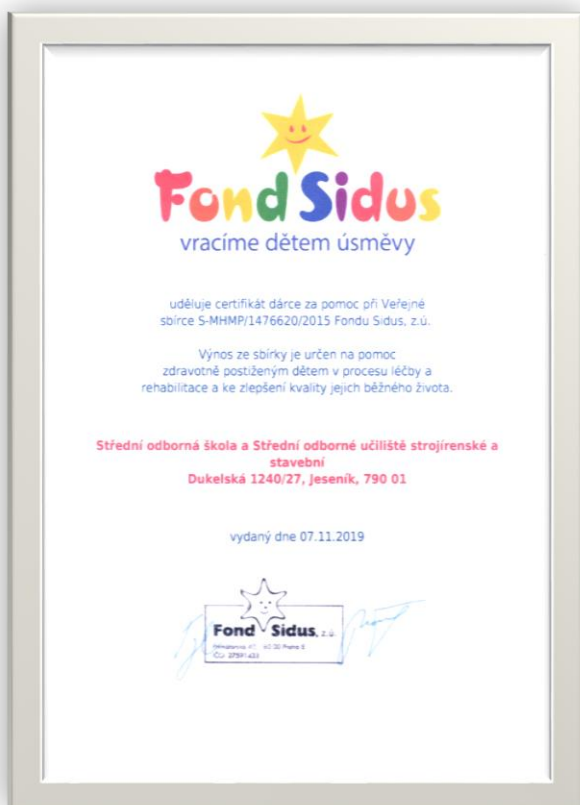 Fond Sidus
vracíme dětem úsměvy
uděluje certifikát dárce za pomoc při Veřejné
sbírce S-MHMP/1476620/2015 Fondu Sidus, z.ú.
Výnos ze sbírky je určen na pomoc
zdravotně postiženým dětem v procesu léčby a
rehabilitace a ke zlepšení kvality jejich běžného života.
Střední odborná škola a Střední odborné učiliště strojírenské a
stavební
Dukelská 1240/27, Jeseník, 790 01
vydaný dne 07.11.2019
Fond Sidus, z.ú.
Praha 5